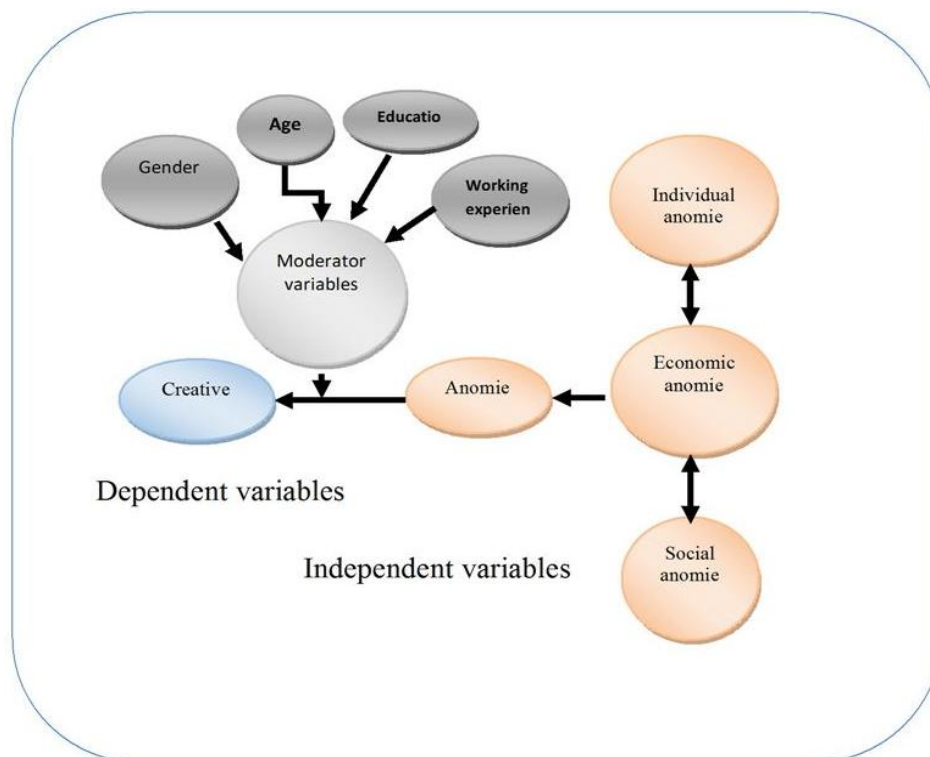 Age
Educatio
Gender
Working
experien
Individual
anomie
Moderator
variables
Economic
anomie
Creative
Anomie
Dependent variables
Independent variables
Social
anomie